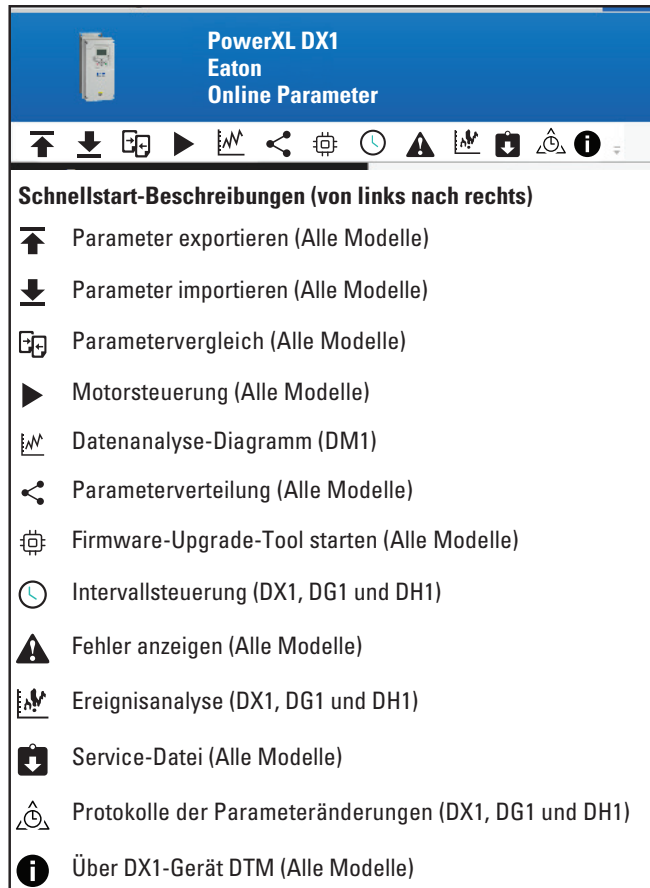 PowerXL DX1
Eaton
Online Parameter
Schnellstart-Beschreibungen (von links nach rechts)
Parameter exportieren (Alle Modelle)
Parameter importieren (Alle Modelle)
Parametervergleich (Alle Modelle)
Motorsteuerung (Alle Modelle)
Datenanalyse-Diagramm (DM1)
Parameterverteilung (Alle Modelle)
Firmware-Upgrade-Tool starten (Alle Modelle)
Intervallsteuerung (DX1, DG1 und DH1)
Fehler anzeigen (Alle Modelle)
Ereignisanalyse (DX1, DG1 und DH1)
Service-Datei (Alle Modelle)
Protokolle der Parameteränderungen (DX1, DG1 und DH1)
Über DX1-Gerät DTM (Alle Modelle)